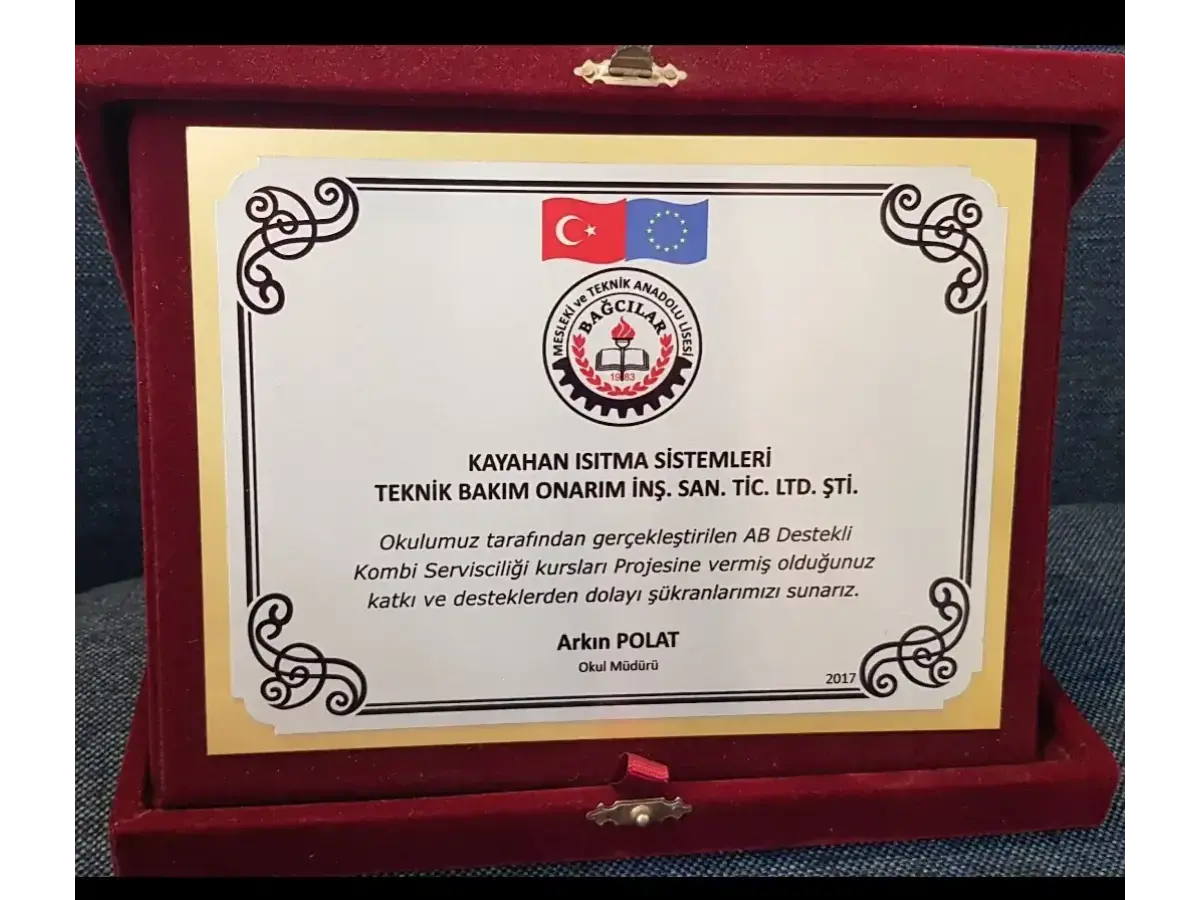 MESLEKİ ve TEKNİK ANADOLU LİSESİ
BAĞCILAR
1983
KAYAHAN ISITMA SİSTEMLERİ
TEKNİK BAKIM ONARIM İNŞ. SAN. TİC. LTD. ŞTİ.
Okulumuz tarafından gerçekleştirilen AB Destekli
Kombi Servisciliği kursları Projesine vermiş olduğunuz
katkı ve desteklerden dolayı şükranlarımızı sunarız.
Arkın POLAT
Okul Müdürü
2017